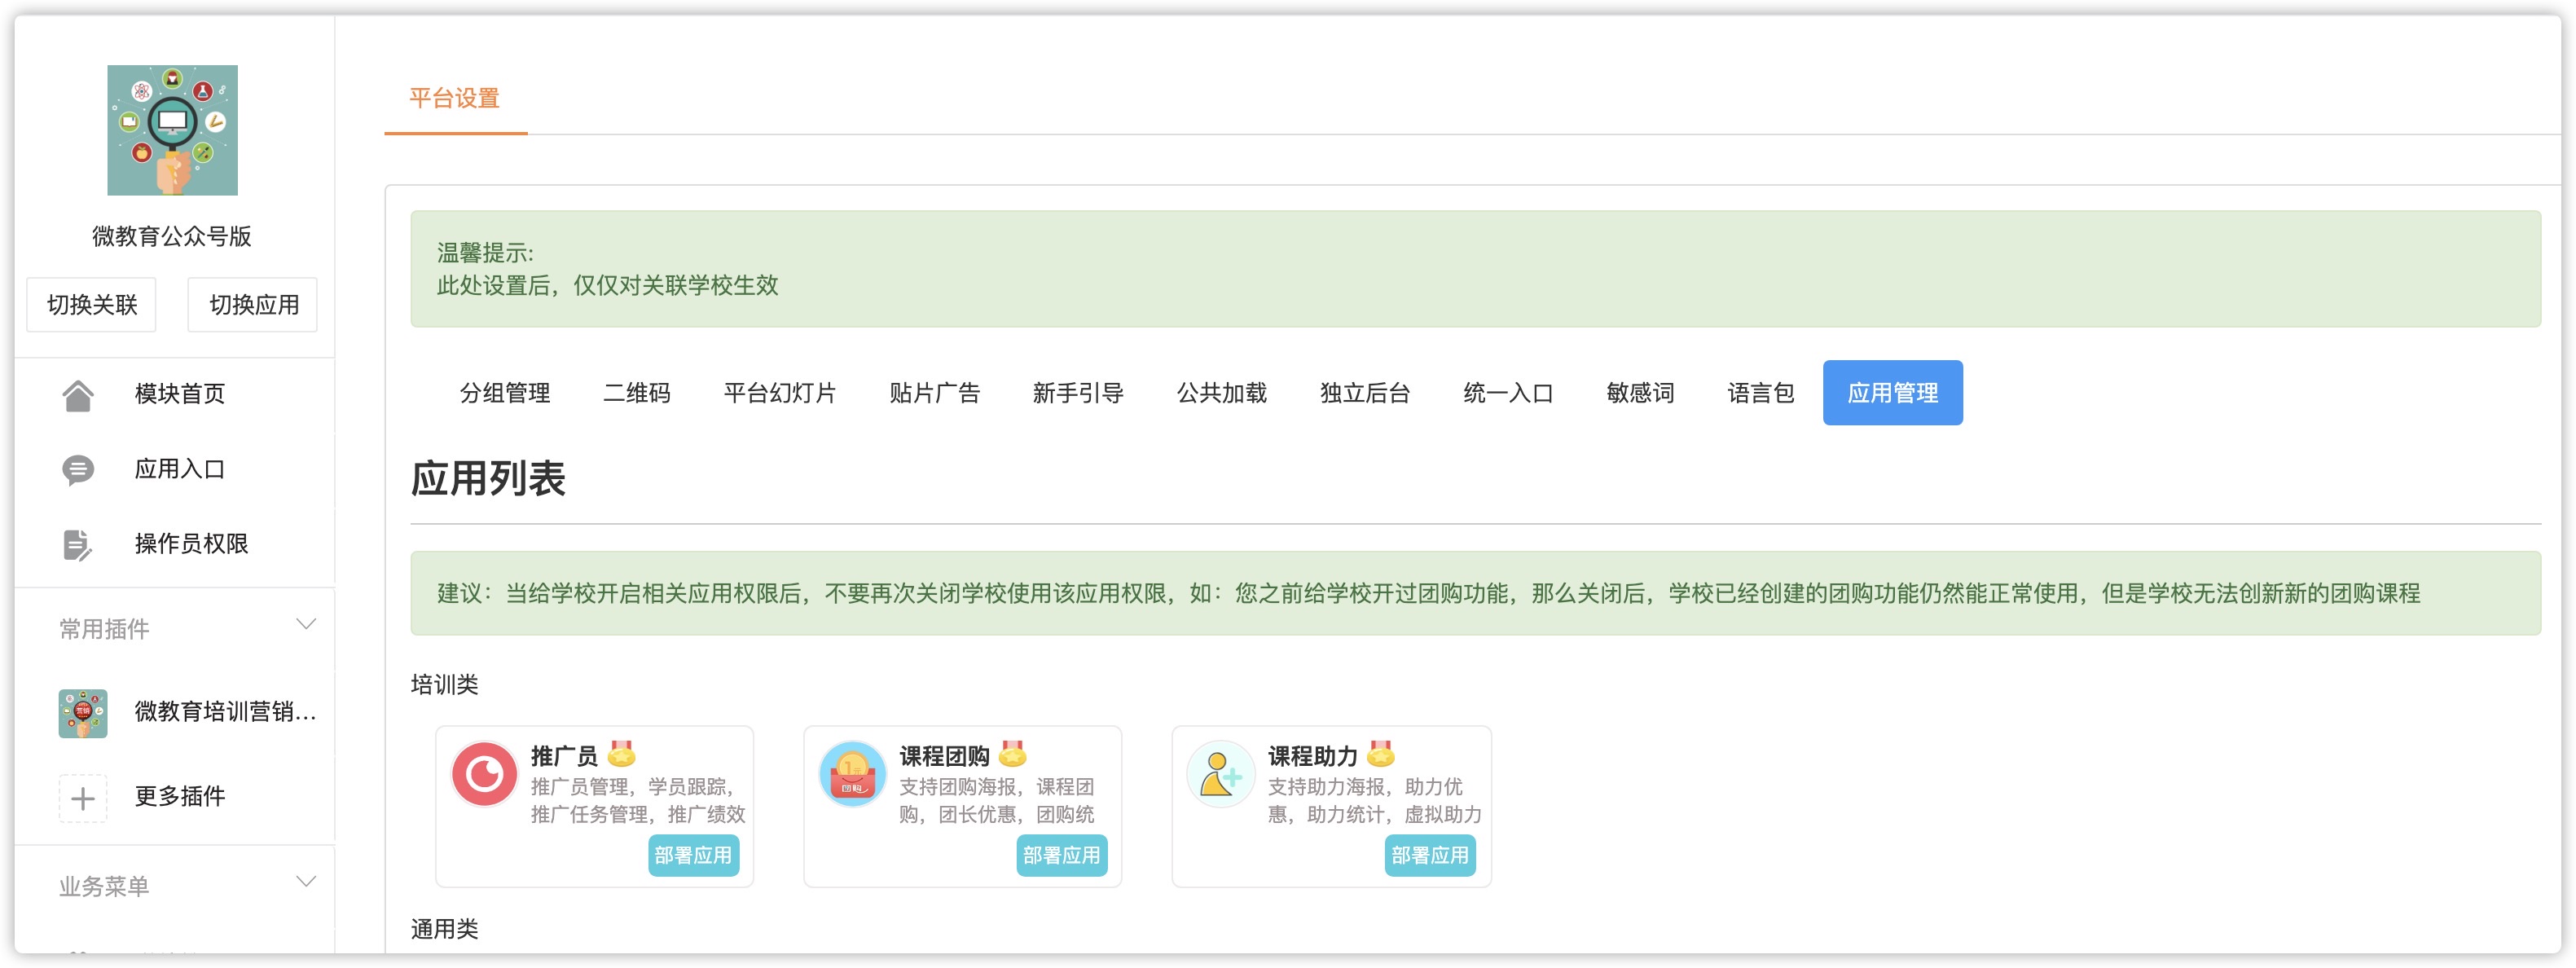 微教育公众号版
切换关联 切换应用
模块首页
应用入口
操作员权限
常用插件
微教育培训营销...
更多插件
业务菜单
平台设置
温馨提示:
此处设置后，仅仅对关联学校生效
分组管理 二维码 平台幻灯片 贴片广告 新手引导 公共加载 独立后台 统一入口 敏感词 语言包 应用管理
应用列表
建议：当给学校开启相关应用权限后，不要再次关闭学校使用该应用权限，如：您之前给学校开过团购功能，那么关闭后，学校已经创建的团购功能仍然能正常使用，但是学校无法创新新的团购课程
培训类
推广员
推广员管理，学员跟踪，
推广任务管理，推广绩效
部署应用
团购
课程团购
支持团购海报，课程团
购，团长优惠，团购统
部署应用
课程助力
支持助力海报，助力优
惠，助力统计，虚拟助力
部署应用
通用类